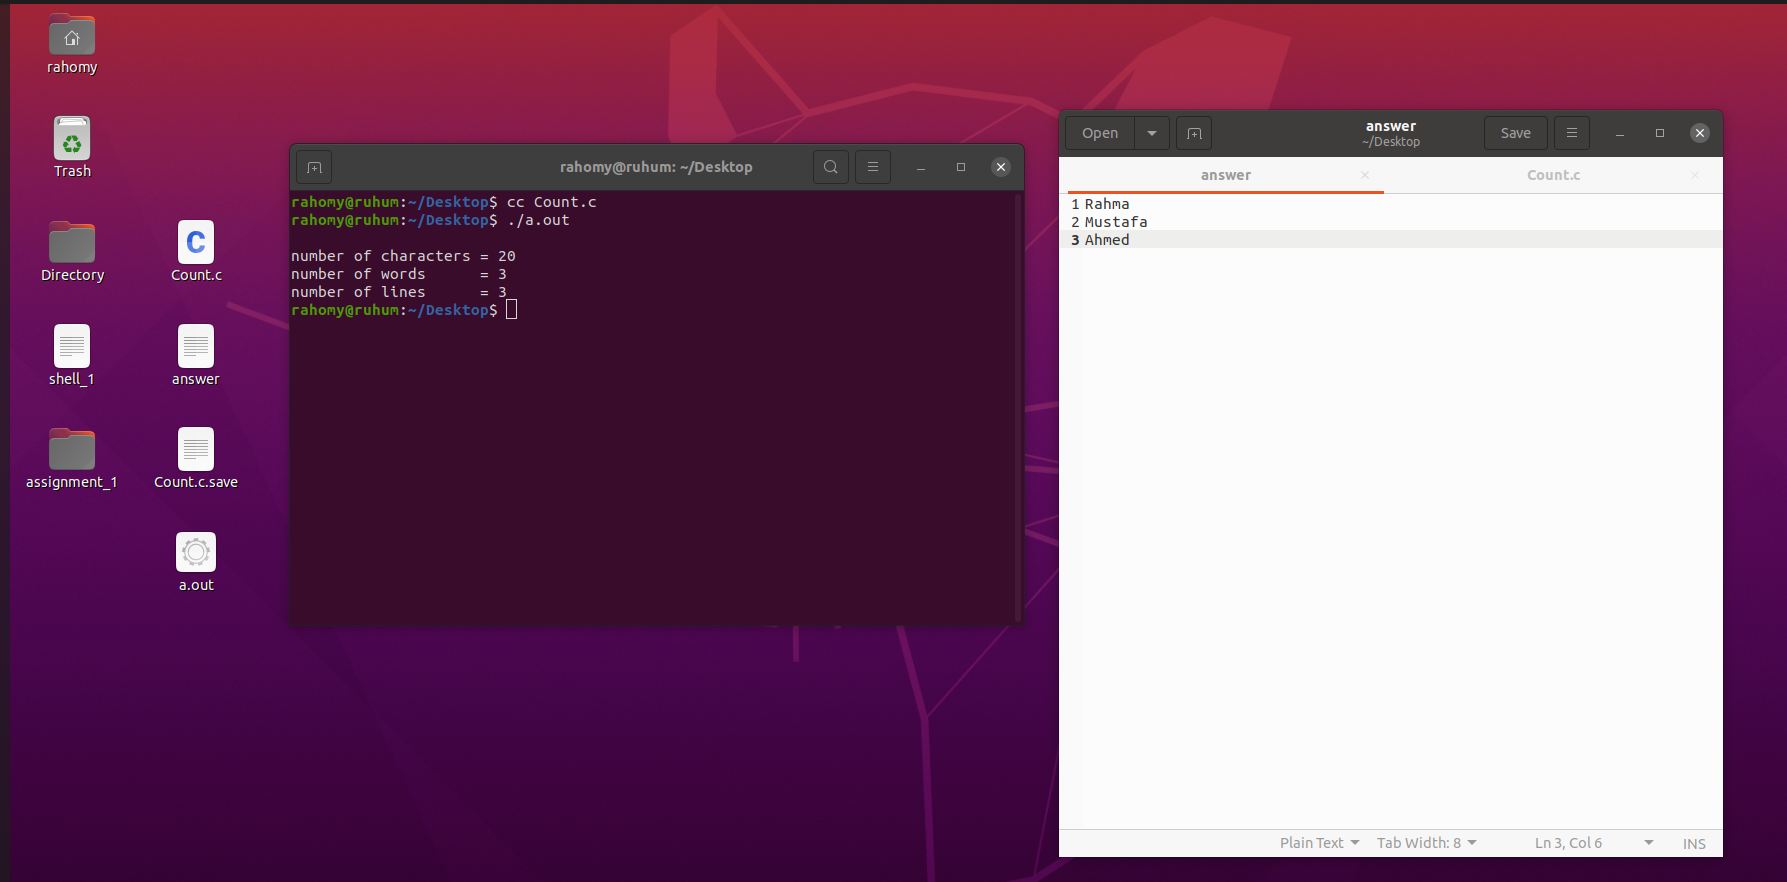 rahomy
Trash
Directory
Count.c
shell_1
answer
assignment_1
Count.c.save
a.out
rahomy@ruhum: ~/Desktop
rahomy@ruhum:~/Desktop$ cc Count.c
rahomy@ruhum:~/Desktop$ ./a.out
number of characters = 20
number of words      = 3
number of lines      = 3
rahomy@ruhum:~/Desktop$
Open
answer
~/Desktop
Save
answer
Count.c
1 Rahma
2 Mustafa
3 Ahmed
Plain Text
Tab Width: 8
Ln 3, Col 6
INS